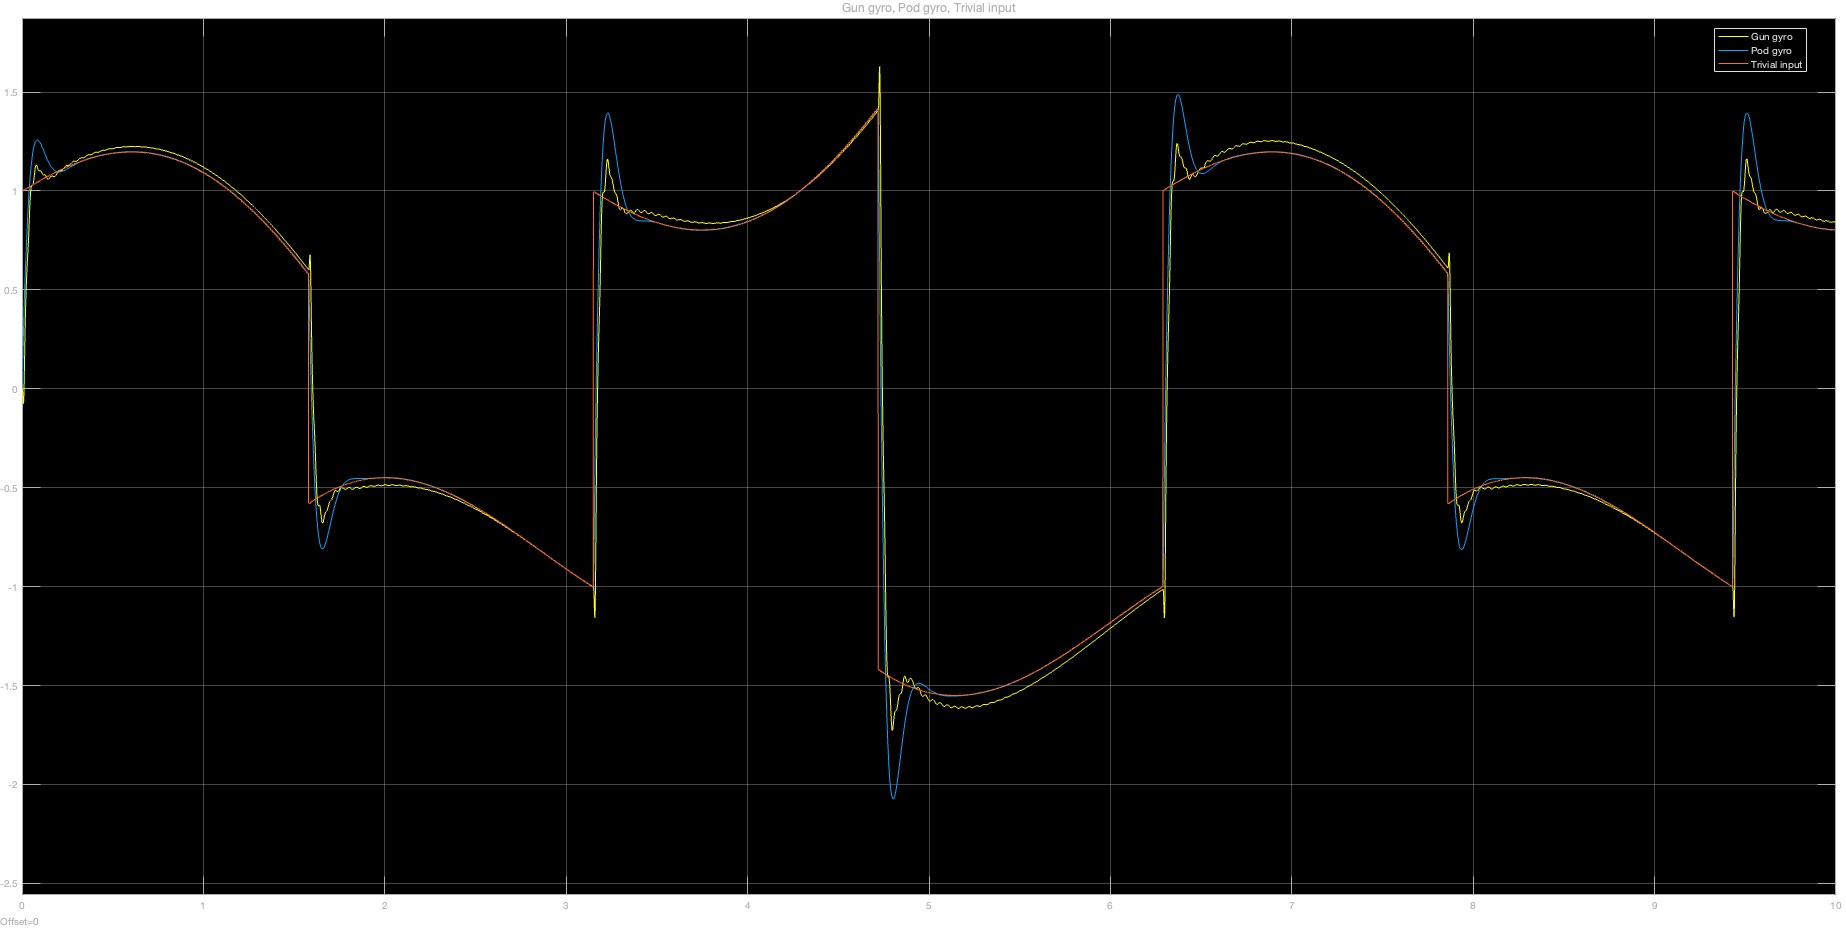 Gun gyro, Pod gyro, Trivial input
Gun gyro
Pod gyro
Trivial input
1.5
1
0.5
0
-0.5
-1
-1.5
-2
-2.5
0 1 2 3 4 5 6 7 8 9 10
Offset=0